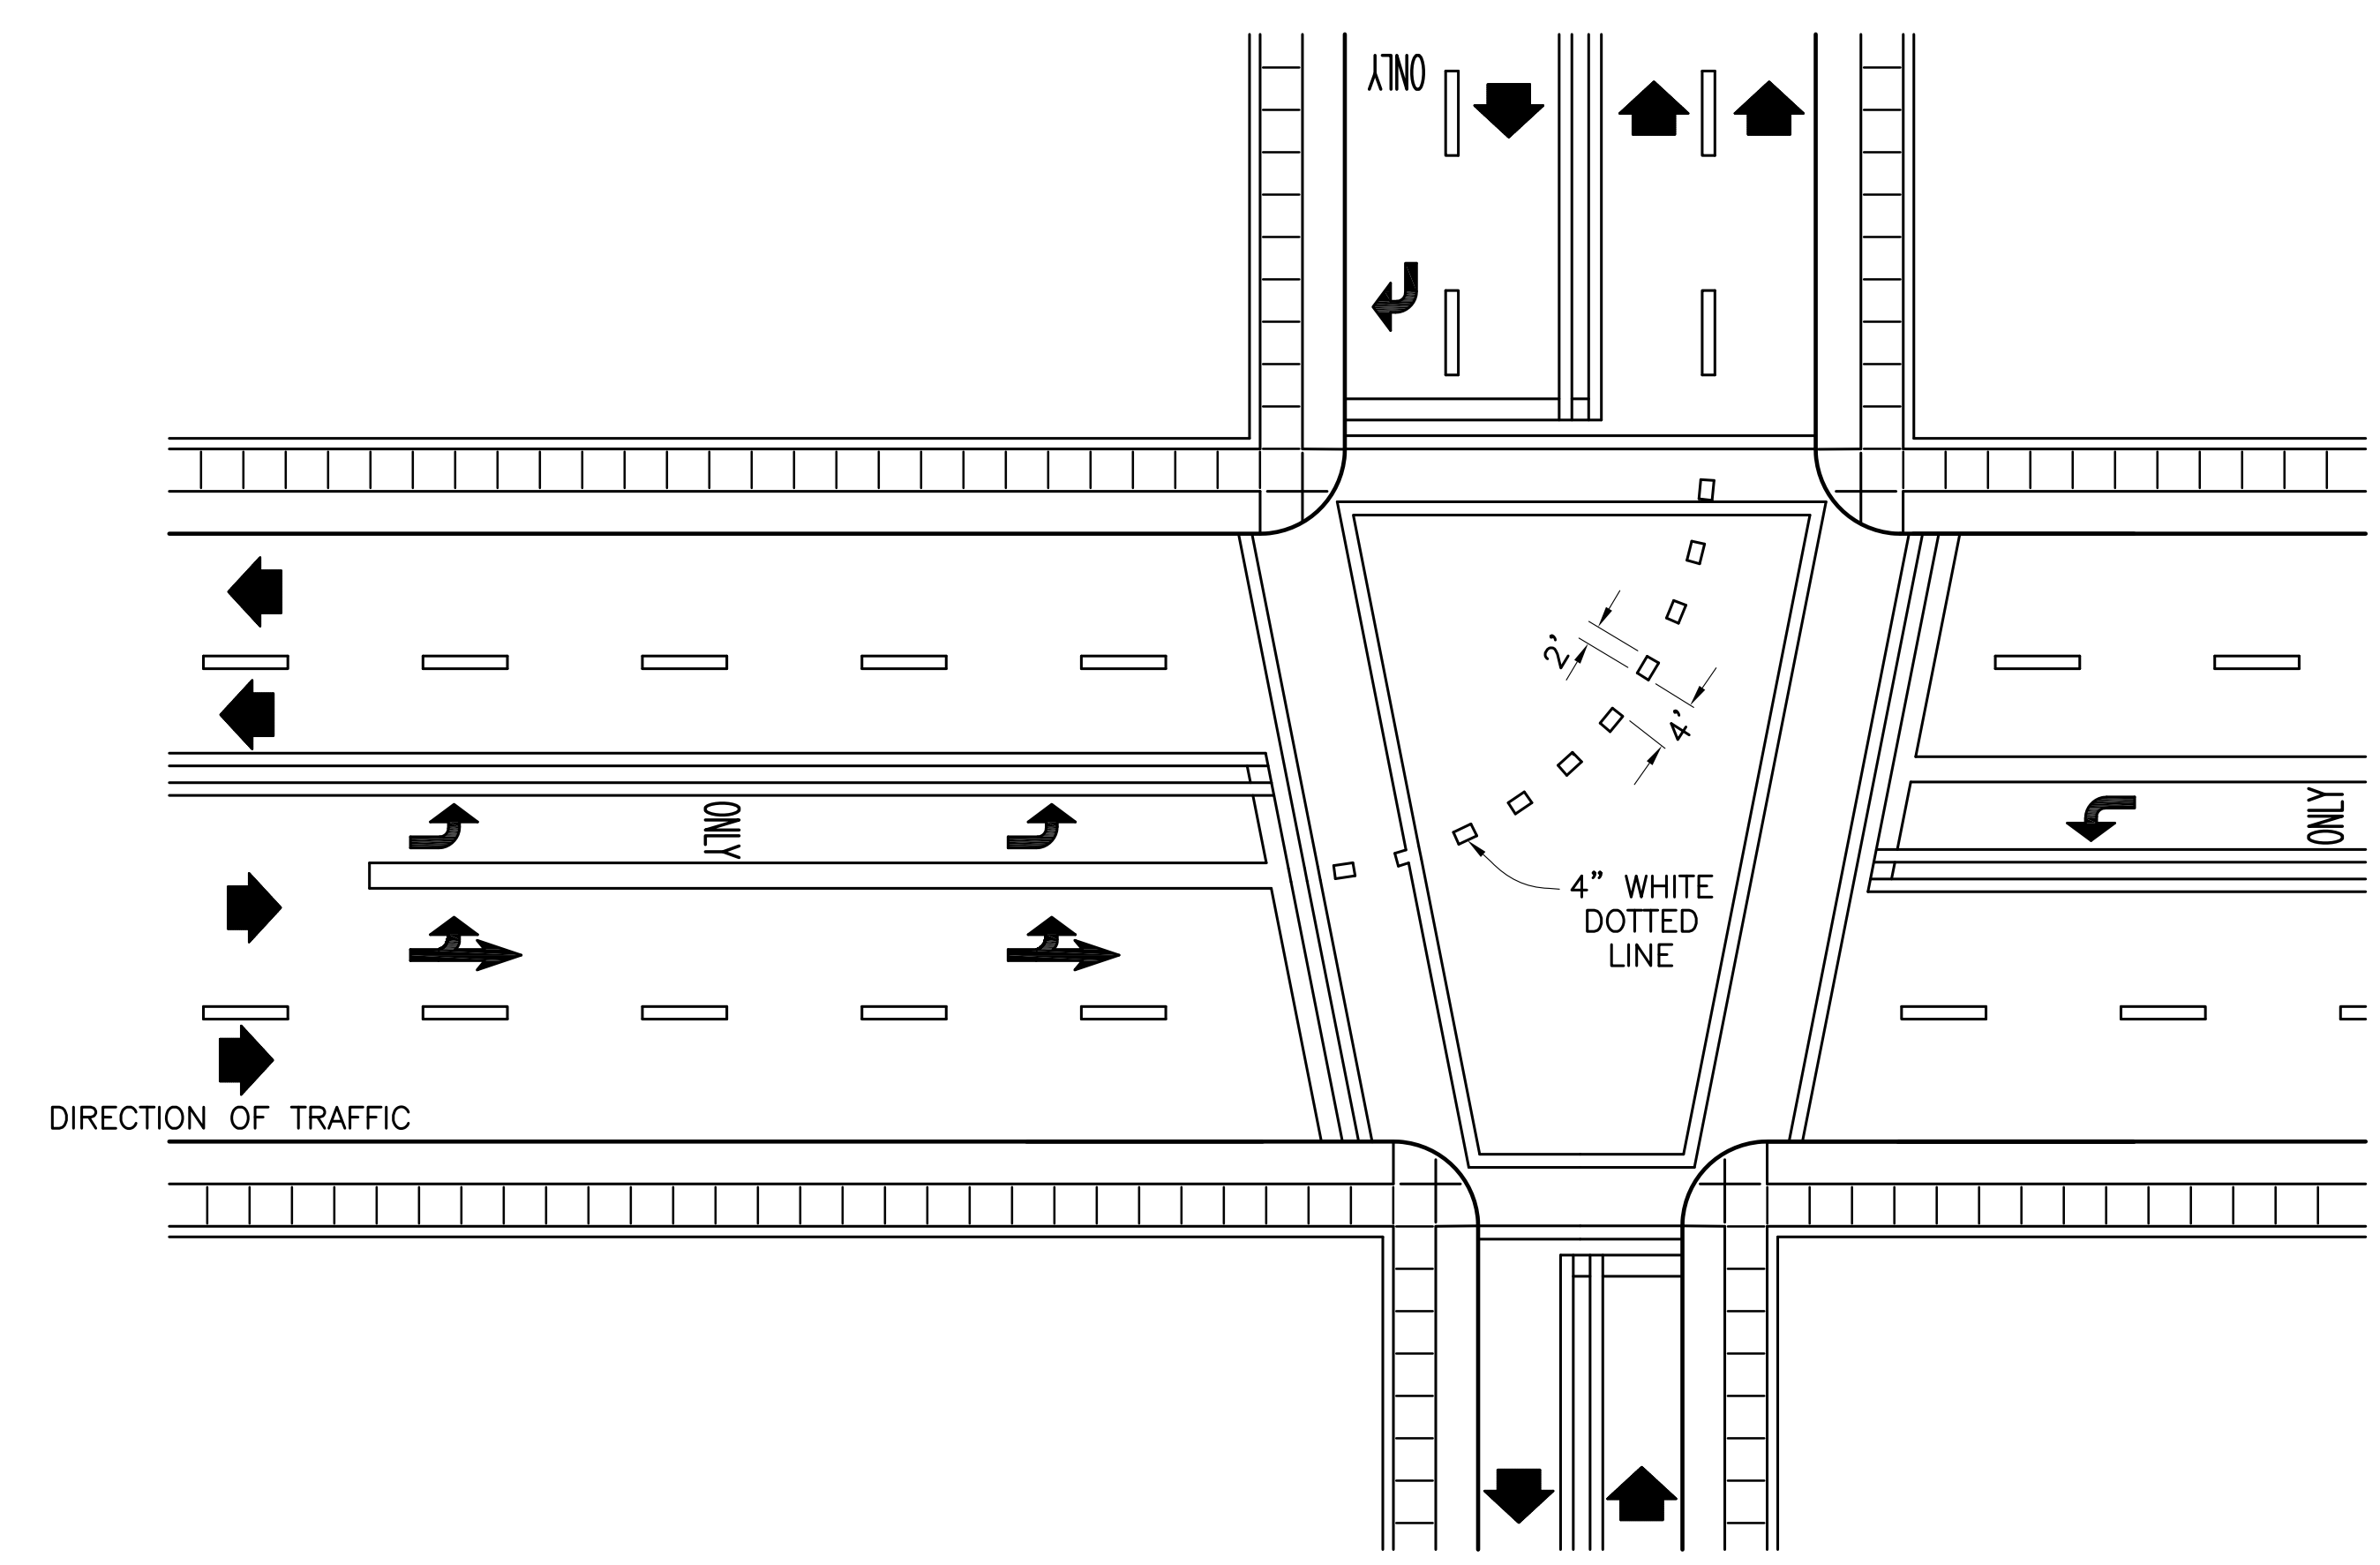 ONLY
2'
4'
ONLY
ONLY
4" WHITE
DOTTED
LINE
DIRECTION OF TRAFFIC